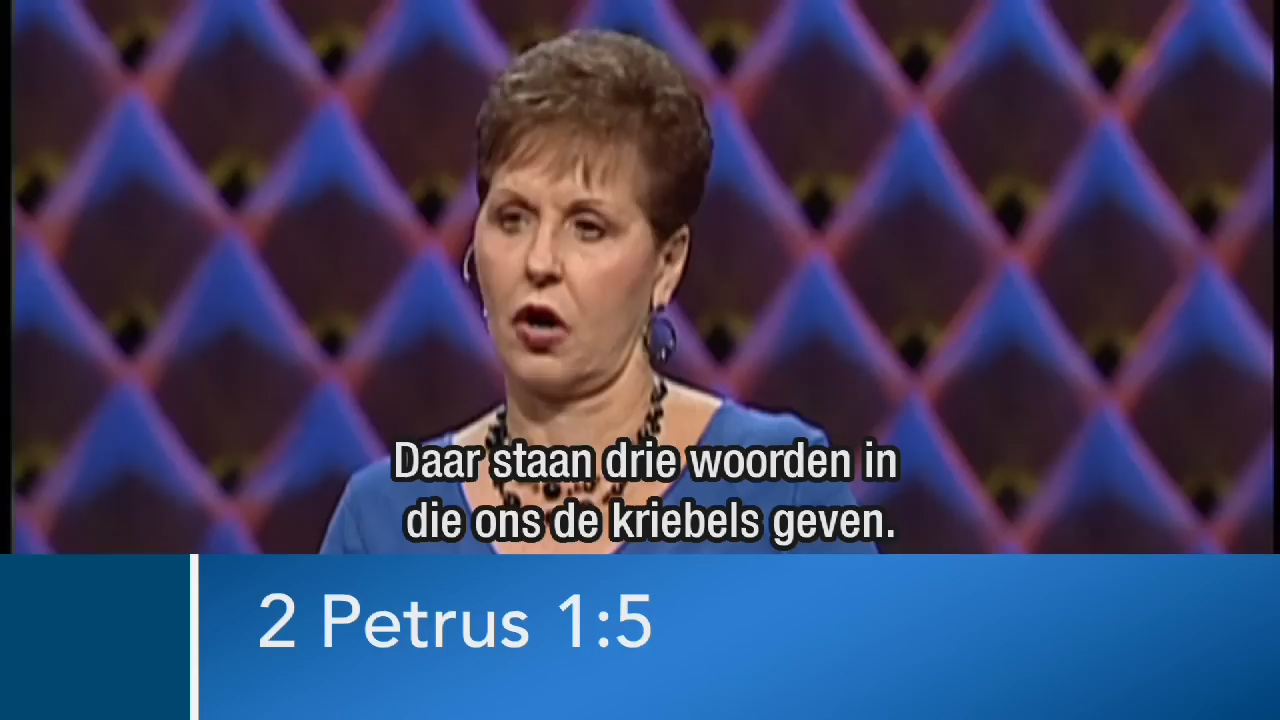 Daar staan drie woorden in
die ons de kriebels geven.
2 Petrus 1:5